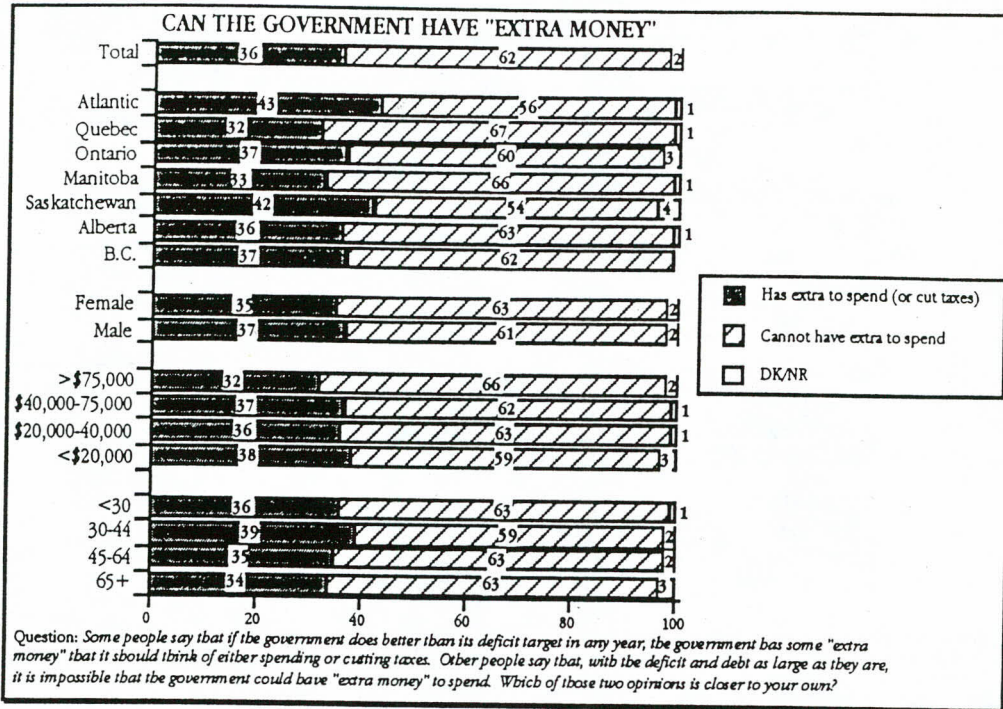 CAN THE GOVERNMENT HAVE "EXTRA MONEY"
Total 36 62 2
Atlantic 43 56 1
Quebec 32 67 1
Ontario 37 60 3
Manitoba 33 66 1
Saskatchewan 42 54 4
Alberta 36 63 1
B.C. 37 62
Female 35 63 2
Male 37 61 2
>$75,000 32 66 2
$40,000-75,000 37 62 1
$20,000-40,000 36 63 1
<$20,000 38 59 3
<30 36 63 1
30-44 39 59 2
45-64 35 63 2
65+ 34 63 3
0 20 40 60 80 100
Has extra to spend (or cut taxes)
Cannot have extra to spend
DK/NR
Question: Some people say that if the government does better than its deficit target in any year, the government has some "extra
money" that it should think of either spending or cutting taxes. Other people say that, with the deficit and debt as large as they are,
it is impossible that the government could have "extra money" to spend. Which of those two opinions is closer to your own?